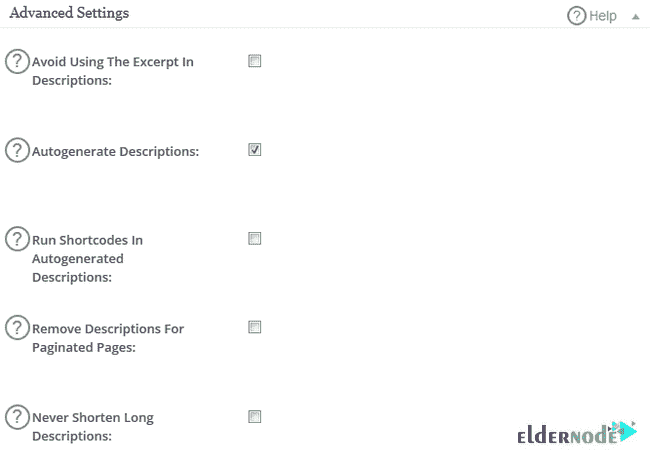 Advanced Settings
? Help
? Avoid Using The Excerpt In
Descriptions:
? Autogenerate Descriptions:
? Run Shortcodes In
Autogenerated
Descriptions:
? Remove Descriptions For
Paginated Pages:
? Never Shorten Long
Descriptions:
ELDERNODE